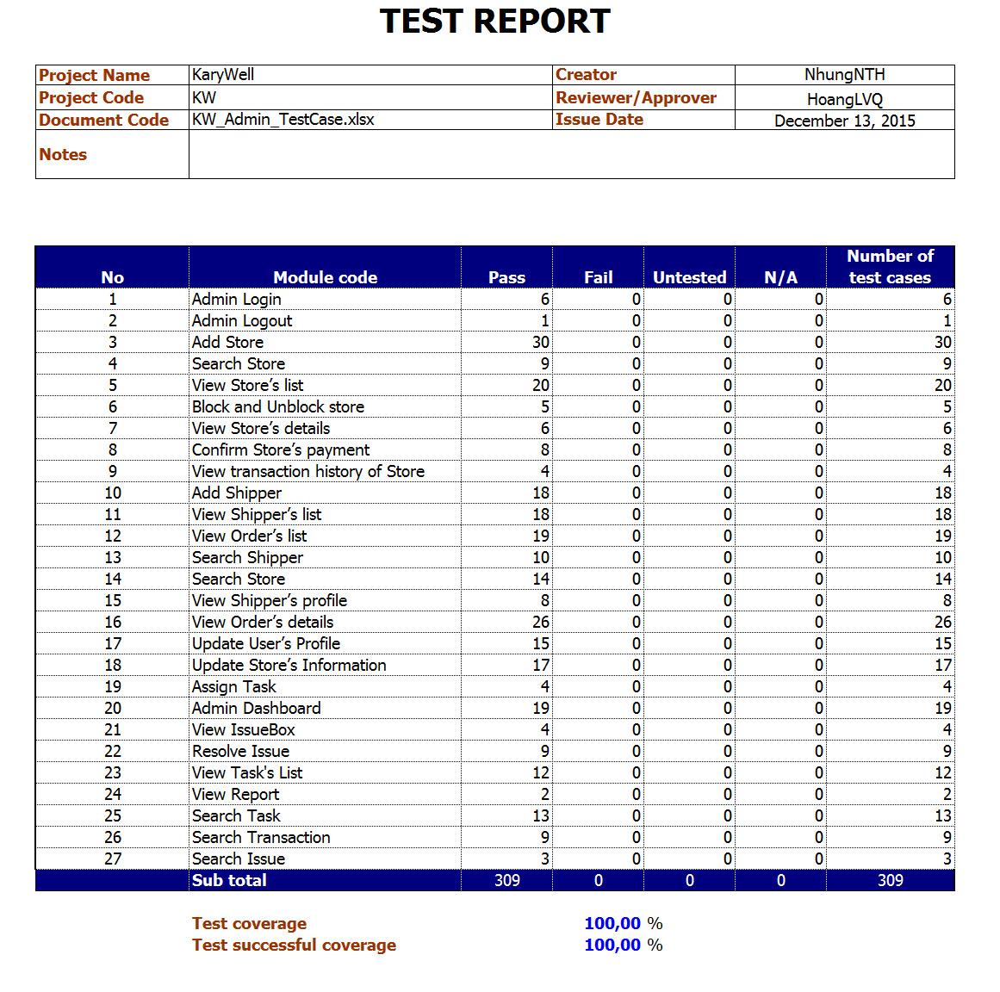 TEST REPORT
Project Name KaryWell Creator NhungNTH
Project Code KW Reviewer/Approver HoangLVQ
Document Code KW_Admin_TestCase.xlsx Issue Date December 13, 2015
Notes
No Module code Pass Fail Untested N/A Number of test cases
1 Admin Login 6 0 0 0 6
2 Admin Logout 1 0 0 0 1
3 Add Store 30 0 0 0 30
4 Search Store 9 0 0 0 9
5 View Store’s list 20 0 0 0 20
6 Block and Unblock store 5 0 0 0 5
7 View Store’s details 6 0 0 0 6
8 Confirm Store’s payment 8 0 0 0 8
9 View transaction history of Store 4 0 0 0 4
10 Add Shipper 18 0 0 0 18
11 View Shipper’s list 18 0 0 0 18
12 View Order’s list 19 0 0 0 19
13 Search Shipper 10 0 0 0 10
14 Search Store 14 0 0 0 14
15 View Shipper’s profile 8 0 0 0 8
16 View Order’s details 26 0 0 0 26
17 Update User’s Profile 15 0 0 0 15
18 Update Store’s Information 17 0 0 0 17
19 Assign Task 4 0 0 0 4
20 Admin Dashboard 19 0 0 0 19
21 View IssueBox 4 0 0 0 4
22 Resolve Issue 9 0 0 0 9
23 View Task's List 12 0 0 0 12
24 View Report 2 0 0 0 2
25 Search Task 13 0 0 0 13
26 Search Transaction 9 0 0 0 9
27 Search Issue 3 0 0 0 3
Sub total 309 0 0 0 309
Test coverage 100,00 %
Test successful coverage 100,00 %